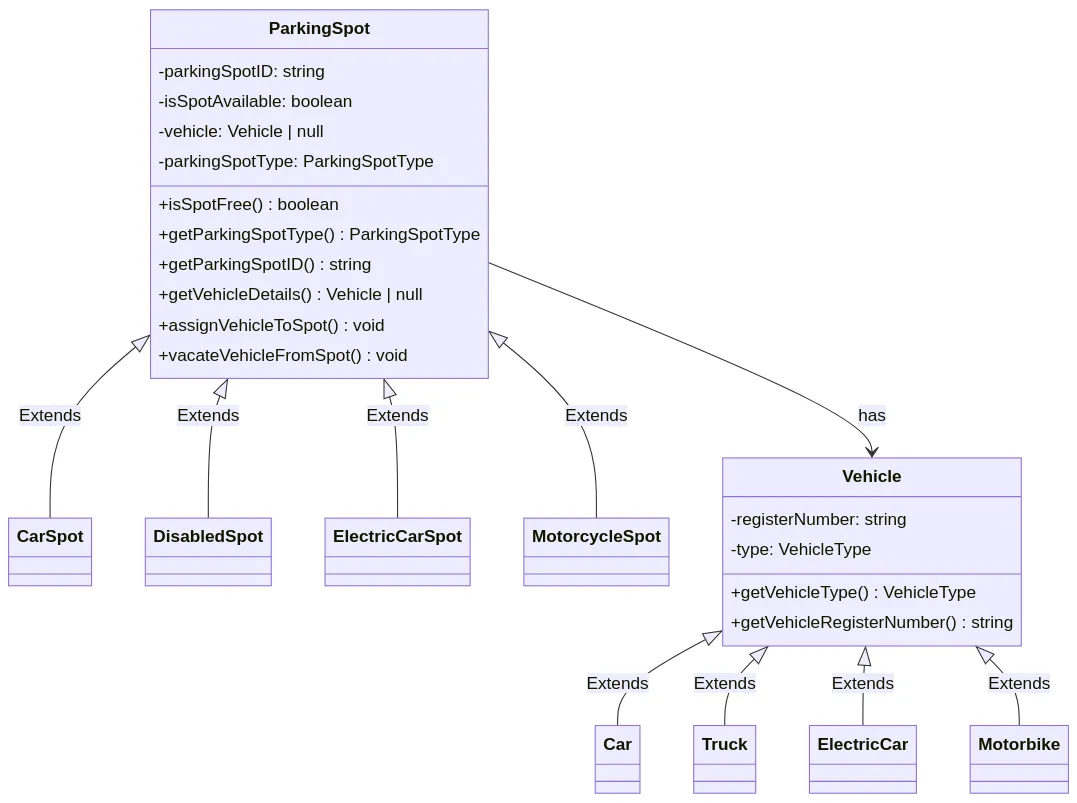 ParkingSpot
-parkingSpotID: string
-isSpotAvailable: boolean
-vehicle: Vehicle | null
-parkingSpotType: ParkingSpotType
+isSpotFree() : boolean
+getParkingSpotType() : ParkingSpotType
+getParkingSpotID() : string
+getVehicleDetails() : Vehicle | null
+assignVehicleToSpot() : void
+vacateVehicleFromSpot() : void
Extends
Extends
Extends
Extends
has
CarSpot
DisabledSpot
ElectricCarSpot
MotorcycleSpot
Vehicle
-registerNumber: string
-type: VehicleType
+getVehicleType() : VehicleType
+getVehicleRegisterNumber() : string
Extends
Extends
Extends
Extends
Car
Truck
ElectricCar
Motorbike